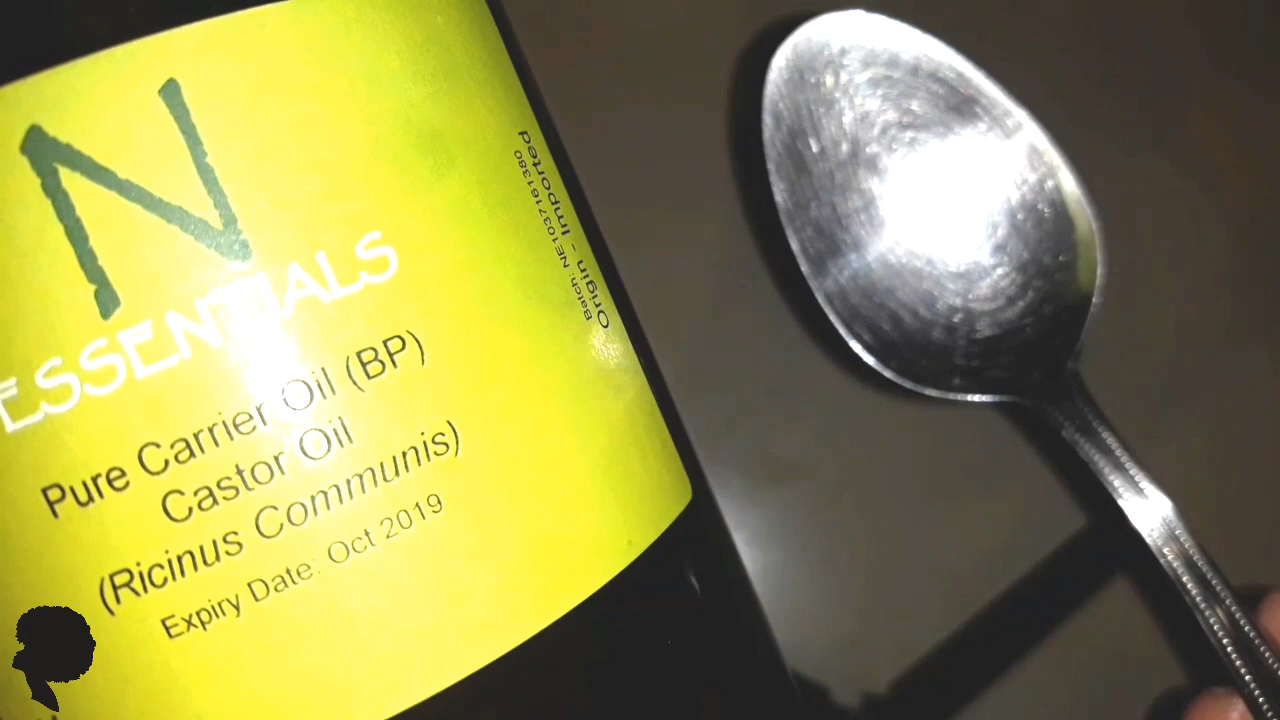 N
ESSENTIALS
Pure Carrier Oil (BP)
Castor Oil
(Ricinus Communis)
Expiry Date: Oct 2019
Batch: NE1037161380
Origin - Imported